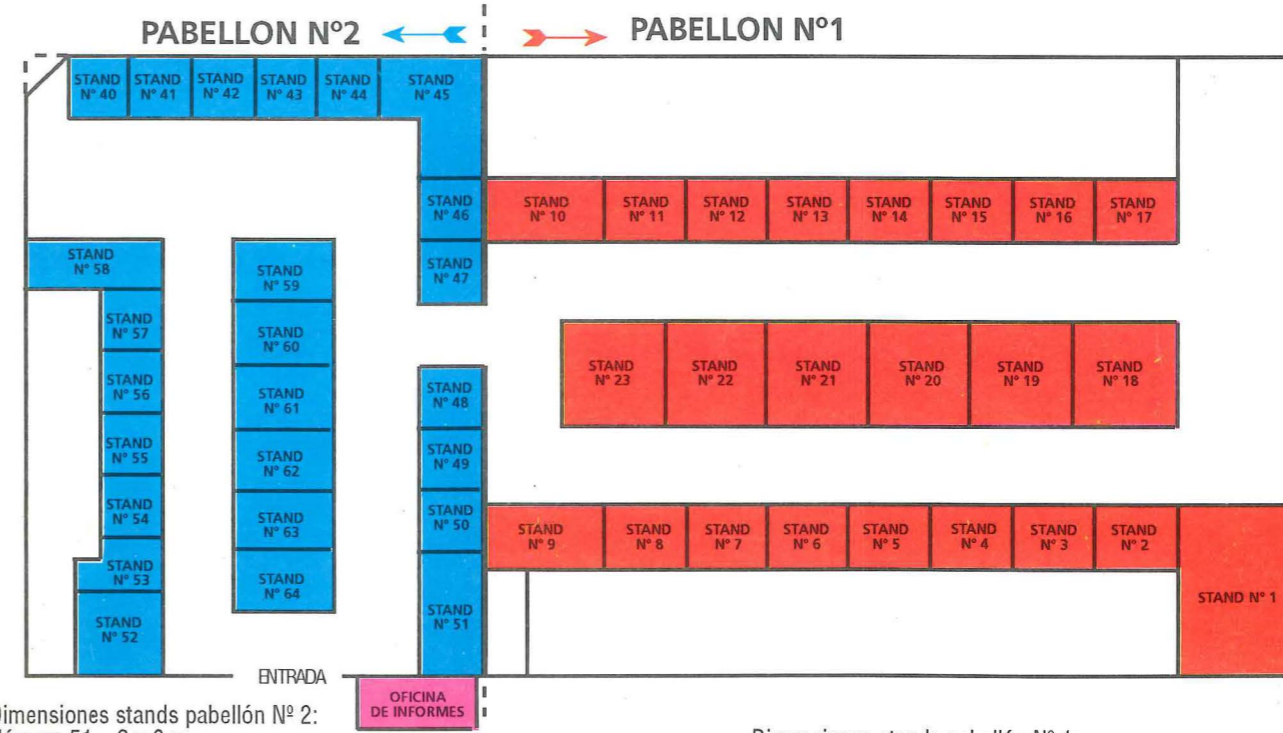 PABELLON Nº2
PABELLON Nº1
STAND
Nº 40
STAND
Nº 41
STAND
Nº 42
STAND
Nº 43
STAND
Nº 44
STAND
Nº 45
STAND
Nº 46
STAND
Nº 47
STAND
Nº 10
STAND
Nº 11
STAND
Nº 12
STAND
Nº 13
STAND
Nº 14
STAND
Nº 15
STAND
Nº 16
STAND
Nº 17
STAND
Nº 58
STAND
Nº 57
STAND
Nº 56
STAND
Nº 55
STAND
Nº 54
STAND
Nº 53
STAND
Nº 52
STAND
Nº 59
STAND
Nº 60
STAND
Nº 61
STAND
Nº 62
STAND
Nº 63
STAND
Nº 64
STAND
Nº 48
STAND
Nº 49
STAND
Nº 50
STAND
Nº 51
STAND
Nº 23
STAND
Nº 22
STAND
Nº 21
STAND
Nº 20
STAND
Nº 19
STAND
Nº 18
STAND
Nº 9
STAND
Nº 8
STAND
Nº 7
STAND
Nº 6
STAND
Nº 5
STAND
Nº 4
STAND
Nº 3
STAND
Nº 2
STAND Nº 1
ENTRADA
OFICINA
DE INFORMES
Dimensiones stands pabellón Nº 2: